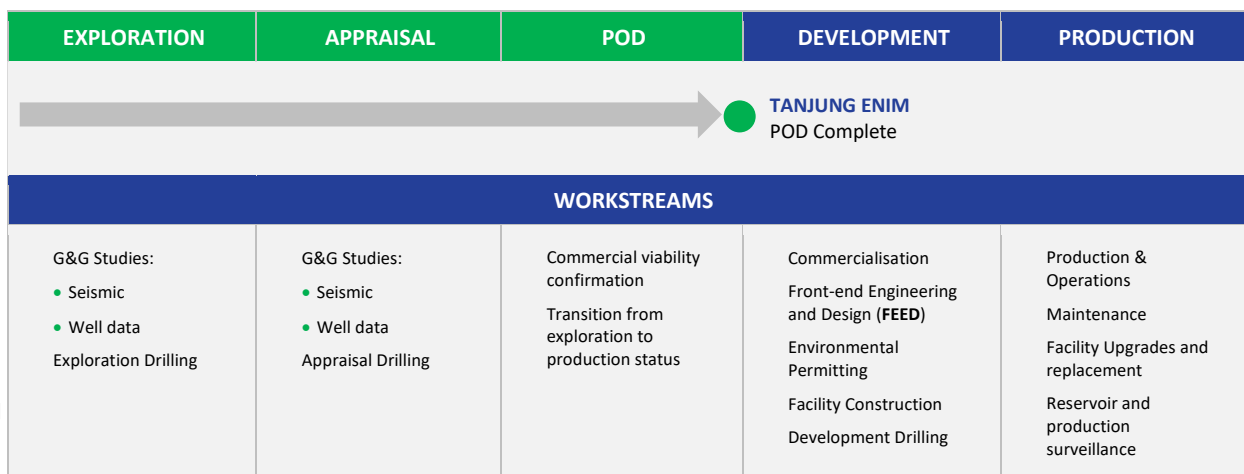 EXPLORATION
APPRAISAL
POD
DEVELOPMENT
PRODUCTION
TANJUNG ENIM
POD Complete
WORKSTREAMS
G&G Studies:
• Seismic
• Well data
Exploration Drilling
G&G Studies:
• Seismic
• Well data
Appraisal Drilling
Commercial viability
confirmation
Transition from
exploration to
production status
Commercialisation
Front-end Engineering
and Design (FEED)
Environmental
Permitting
Facility Construction
Development Drilling
Production &
Operations
Maintenance
Facility Upgrades and
replacement
Reservoir and
production
surveillance